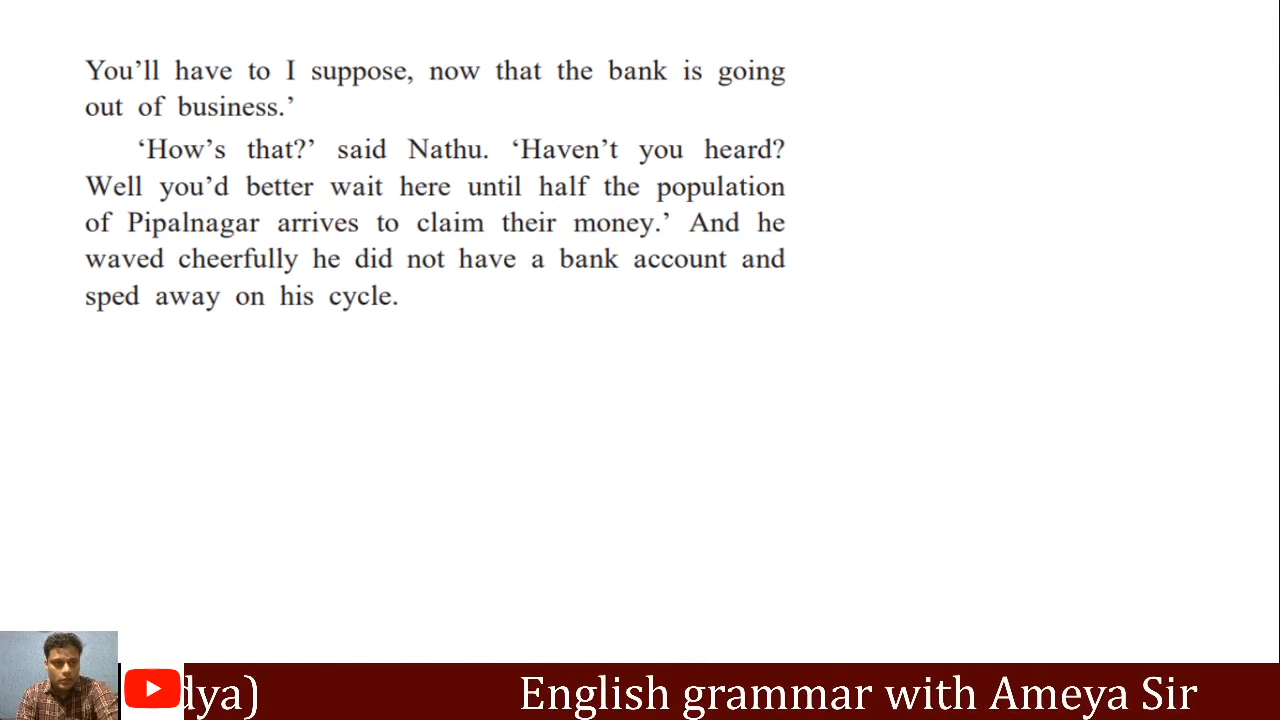 You’ll have to I suppose, now that the bank is going
out of business.’
‘How’s that?’ said Nathu. ‘Haven’t you heard?
Well you’d better wait here until half the population
of Pipalnagar arrives to claim their money.’ And he
waved cheerfully he did not have a bank account and
sped away on his cycle.
dya) English grammar with Ameya Sir